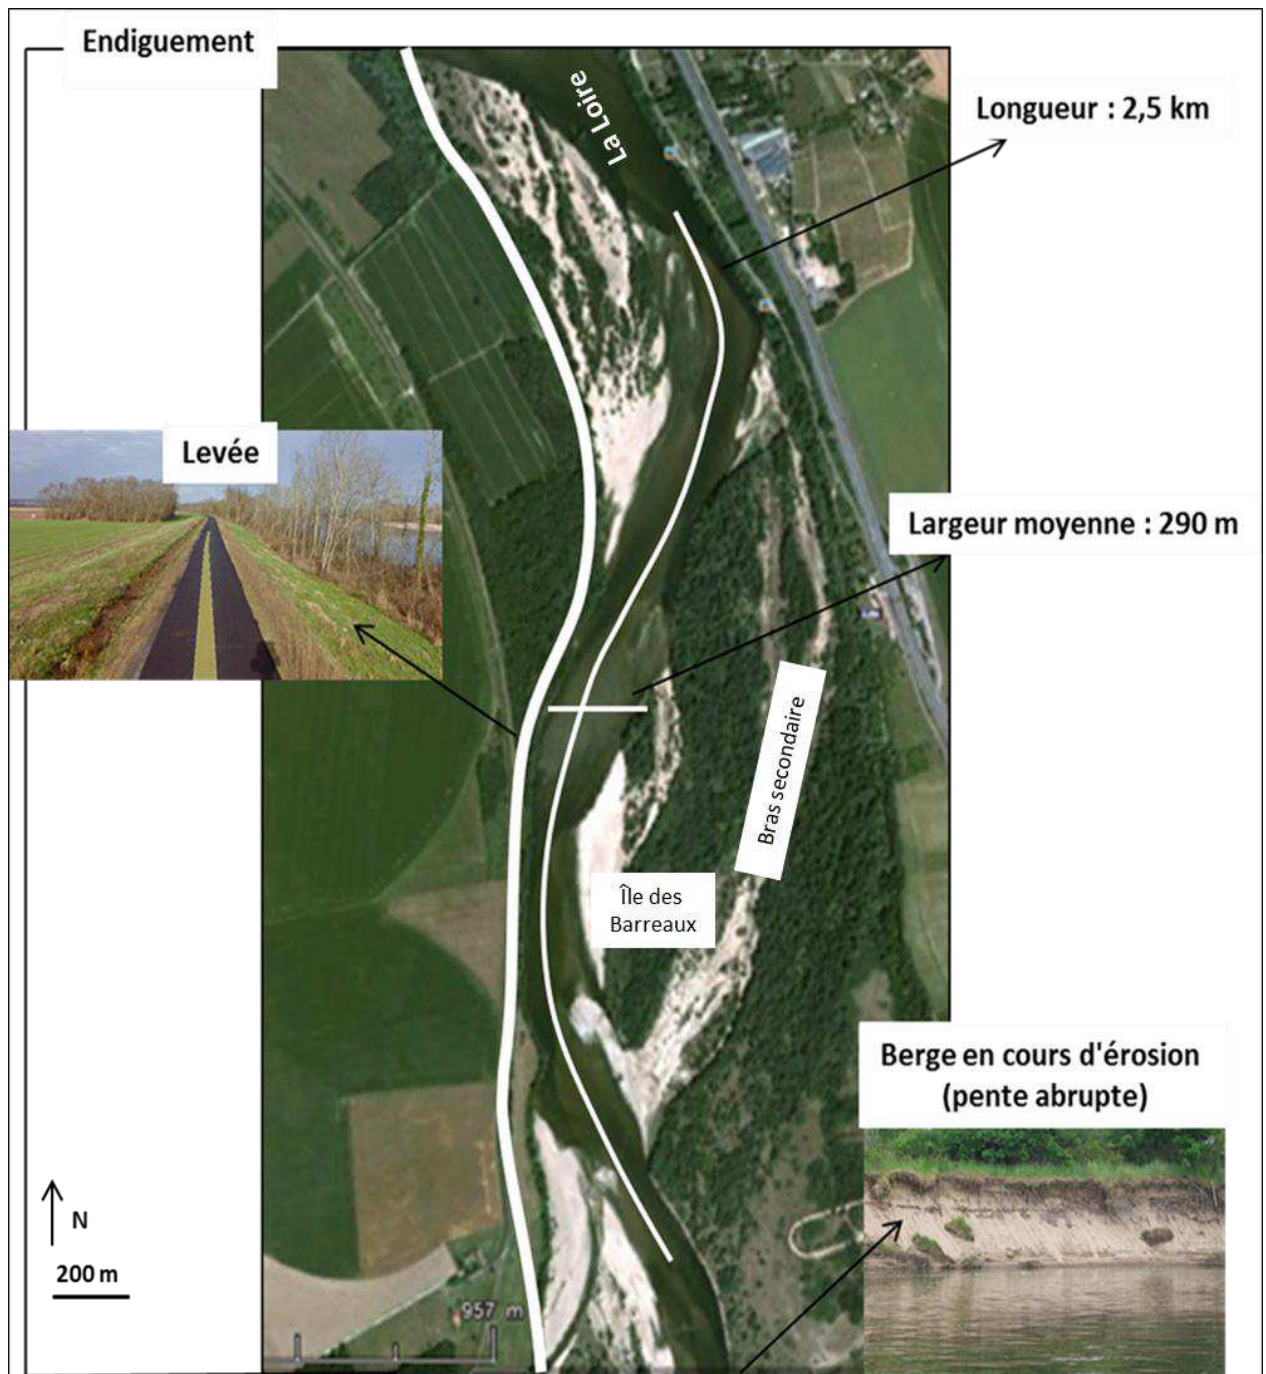 Endiguement
La Loire
Longueur : 2,5 km
Levée
Largeur moyenne : 290 m
Bras secondaire
Île des
Barreaux
Berge en cours d'érosion
(pente abrupte)
N
200 m
957 m